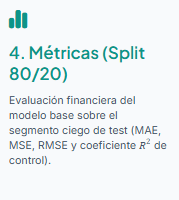 4. Métricas (Split
80/20)
Evaluación financiera del
modelo base sobre el
segmento ciego de test (MAE,
MSE, RMSE y coeficiente R² de
control).